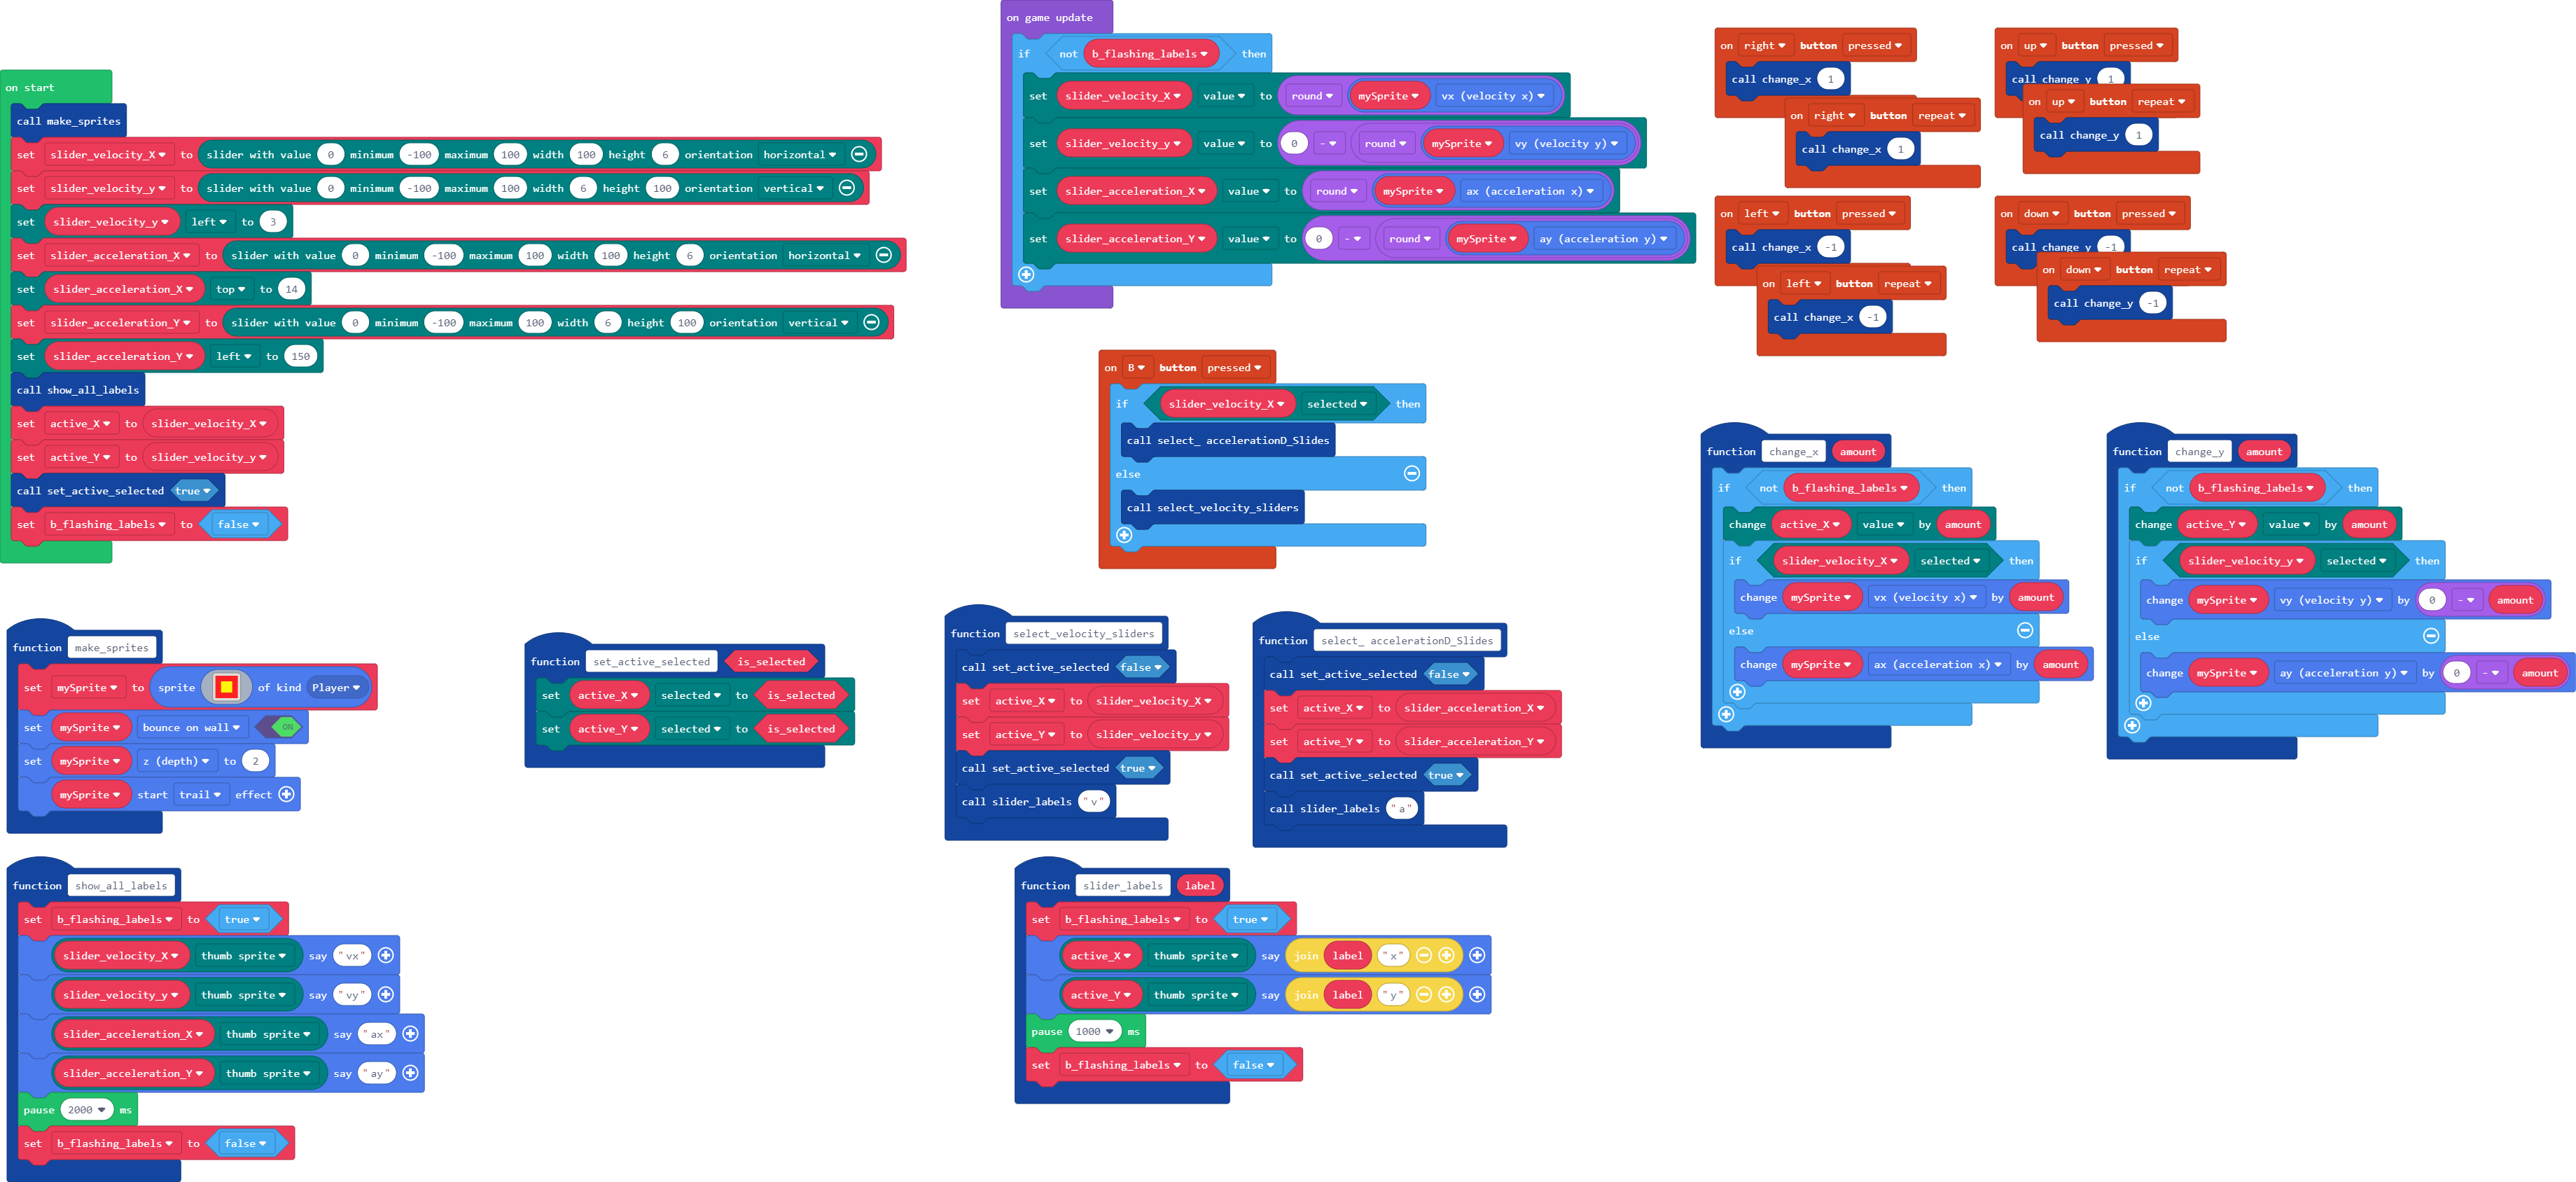 on start
call make_sprites
set slider_velocity_X to slider with value 0 minimum -100 maximum 100 width 100 height 6 orientation horizontal
set slider_velocity_y to slider with value 0 minimum -100 maximum 100 width 6 height 100 orientation vertical
set slider_velocity_y left to 3
set slider_acceleration_X to slider with value 0 minimum -100 maximum 100 width 100 height 6 orientation horizontal
set slider_acceleration_X top to 14
set slider_acceleration_Y to slider with value 0 minimum -100 maximum 100 width 6 height 100 orientation vertical
set slider_acceleration_Y left to 150
call show_all_labels
set active_X to slider_velocity_X
set active_Y to slider_velocity_y
call set_active_selected true
set b_flashing_labels to false
on game update
if not b_flashing_labels then
set slider_velocity_X value to round mySprite vx (velocity x)
set slider_velocity_y value to 0 - round mySprite vy (velocity y)
set slider_acceleration_X value to round mySprite ax (acceleration x)
set slider_acceleration_Y value to 0 - round mySprite ay (acceleration y)
on B button pressed
if slider_velocity_X selected then
call select_ accelerationD_Slides
else
call select_velocity_sliders
on right button pressed
call change_x 1
on right button repeat
call change_x 1
on up button pressed
call change_y 1
on up button repeat
call change_y 1
on left button pressed
call change_x -1
on left button repeat
call change_x -1
on down button pressed
call change_y -1
on down button repeat
call change_y -1
function change_x amount
if not b_flashing_labels then
change active_X value by amount
if slider_velocity_X selected then
change mySprite vx (velocity x) by amount
else
change mySprite ax (acceleration x) by amount
function change_y amount
if not b_flashing_labels then
change active_Y value by amount
if slider_velocity_y selected then
change mySprite vy (velocity y) by 0 - amount
else
change mySprite ay (acceleration y) by 0 - amount
function make_sprites
set mySprite to sprite of kind Player
set mySprite bounce on wall ON
set mySprite z (depth) to 2
mySprite start trail effect
function set_active_selected is_selected
set active_X selected to is_selected
set active_Y selected to is_selected
function select_velocity_sliders
call set_active_selected false
set active_X to slider_velocity_X
set active_Y to slider_velocity_y
call set_active_selected true
call slider_labels "v"
function select_ accelerationD_Slides
call set_active_selected false
set active_X to slider_acceleration_X
set active_Y to slider_acceleration_Y
call set_active_selected true
call slider_labels "a"
function show_all_labels
set b_flashing_labels to true
slider_velocity_X thumb sprite say "vx"
slider_velocity_y thumb sprite say "vy"
slider_acceleration_X thumb sprite say "ax"
slider_acceleration_Y thumb sprite say "ay"
pause 2000 ms
set b_flashing_labels to false
function slider_labels label
set b_flashing_labels to true
active_X thumb sprite say join label "x"
active_Y thumb sprite say join label "y"
pause 1000 ms
set b_flashing_labels to false